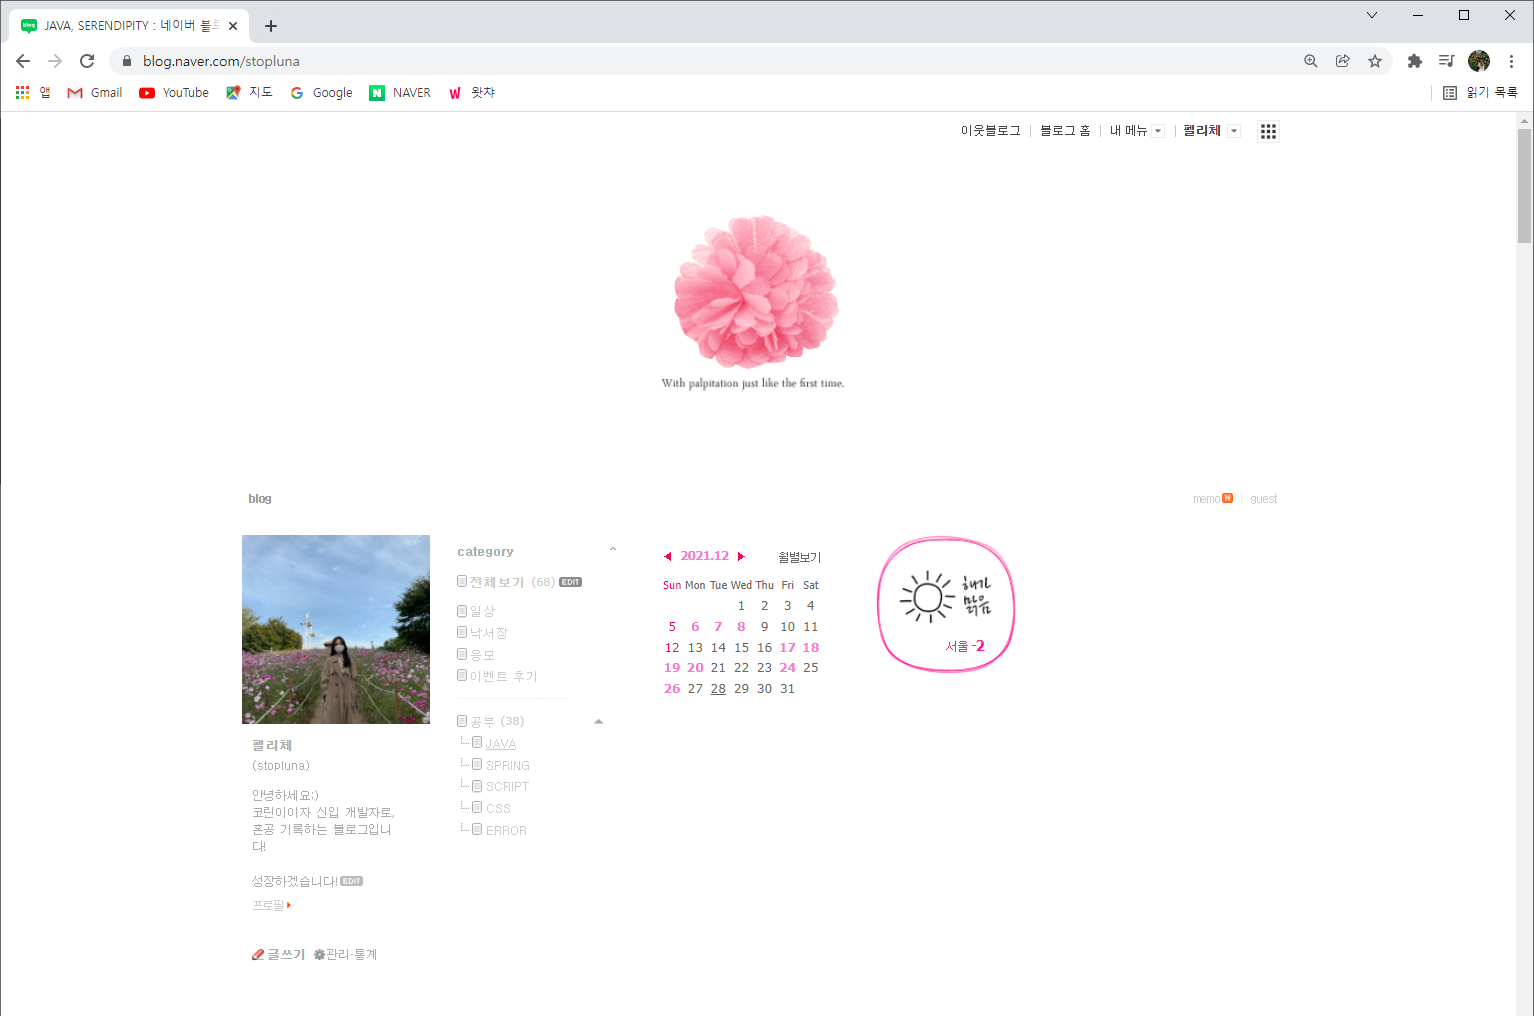 JAVA, SERENDIPITY : 네이버 블로
blog.naver.com/stopluna
앱 Gmail YouTube 지도 Google NAVER 왓챠 읽기 목록
이웃블로그 블로그 홈 내 메뉴 펠리체
With palpitation just like the first time.
blog memo guest
category
전체보기 (68) EDIT
일상
낙서장
응모
이벤트 후기
공부 (38)
JAVA
SPRING
SCRIPT
CSS
ERROR
2021.12 월별보기
Sun Mon Tue Wed Thu Fri Sat
1 2 3 4
5 6 7 8 9 10 11
12 13 14 15 16 17 18
19 20 21 22 23 24 25
26 27 28 29 30 31
해가
맑음
서울 -2
펠리체
(stopluna)
안녕하세요:)
코린이이자 신입 개발자로,
혼공 기록하는 블로그입니
다!
성장하겠습니다! EDIT
프로필
글쓰기 관리·통계